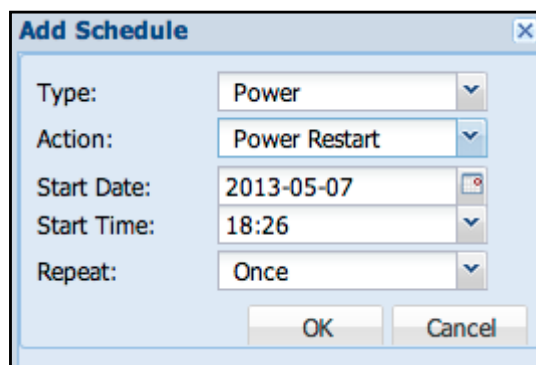 Add Schedule
Type: Power
Action: Power Restart
Start Date: 2013-05-07
Start Time: 18:26
Repeat: Once
OK Cancel